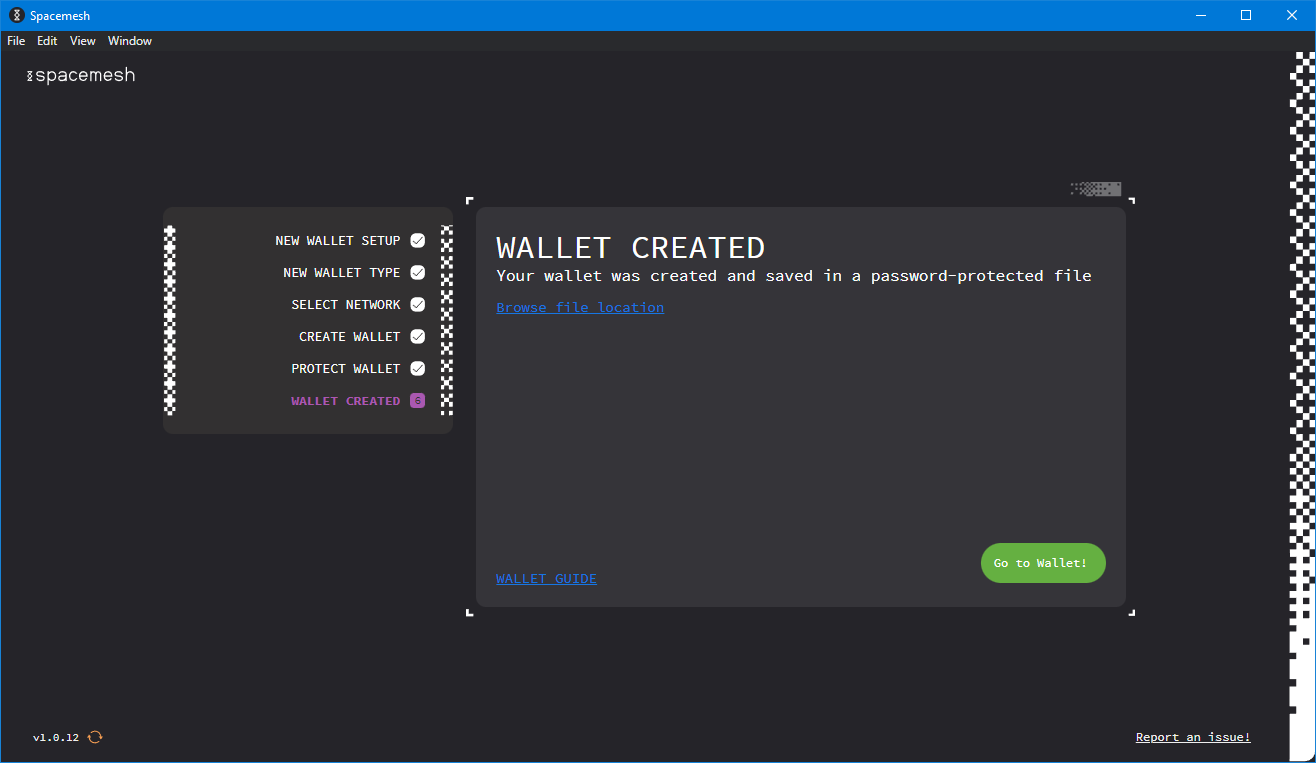 Spacemesh
File Edit View Window
spacemesh
NEW WALLET SETUP
NEW WALLET TYPE
SELECT NETWORK
CREATE WALLET
PROTECT WALLET
WALLET CREATED 6
WALLET CREATED
Your wallet was created and saved in a password-protected file
Browse file location
WALLET GUIDE
Go to Wallet!
v1.0.12
Report an issue!